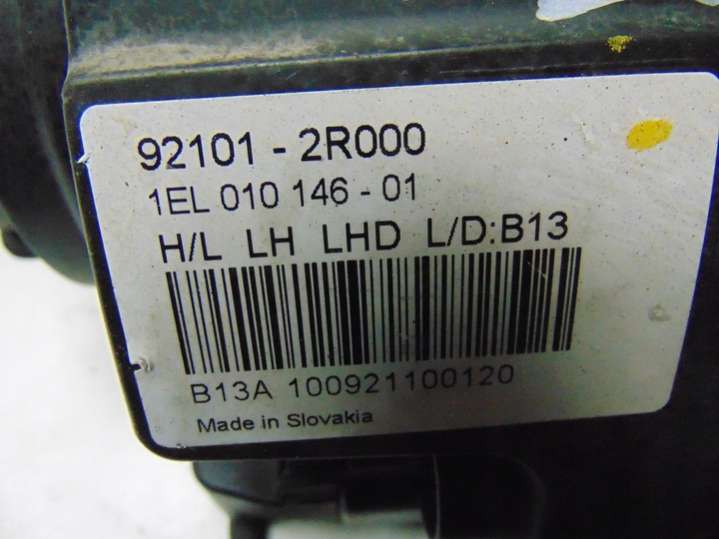 92101 - 2R000
1EL 010 146 - 01
H/L LH LHD L/D:B13
B13A 100921100120
Made in Slovakia